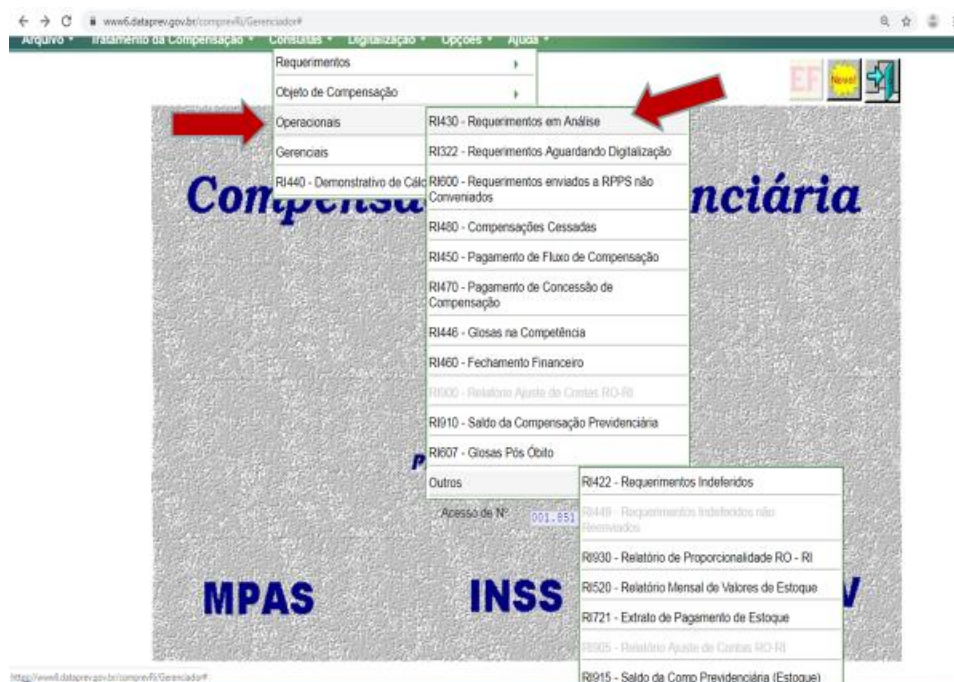 www6.dataprev.gov.br/comprevRi/Gerenciador#
Arquivo Tratamento da Compensação Consultas Digitalização Opções Ajuda
Requerimentos
Objeto de Compensação
Operacionais
Gerenciais
RI440 - Demonstrativo de Cálc
EF Novo!
RI430 - Requerimentos em Análise
RI322 - Requerimentos Aguardando Digitalização
RI600 - Requerimentos enviados a RPPS não
Conveniados
RI480 - Compensações Cessadas
RI450 - Pagamento de Fluxo de Compensação
RI470 - Pagamento de Concessão de
Compensação
RI446 - Glosas na Competência
RI460 - Fechamento Financeiro
RI900 - Relatório Ajuste de Contas RO-RI
RI910 - Saldo da Compensação Previdenciária
RI607 - Glosas Pós Óbito
Outros
Compensa nciária
P
Acesso de Nº 001.851
RI422 - Requerimentos Indeferidos
RI449 - Requerimentos Indeferidos não
Reenviados
RI930 - Relatório de Proporcionalidade RO - RI
RI520 - Relatório Mensal de Valores de Estoque
RI721 - Extrato de Pagamento de Estoque
RI905 - Relatório Ajuste de Contas RO-RI
RI915 - Saldo da Comp Previdenciária (Estoque)
MPAS INSS V
https://www6.dataprev.gov.br/comprevRi/Gerenciador#